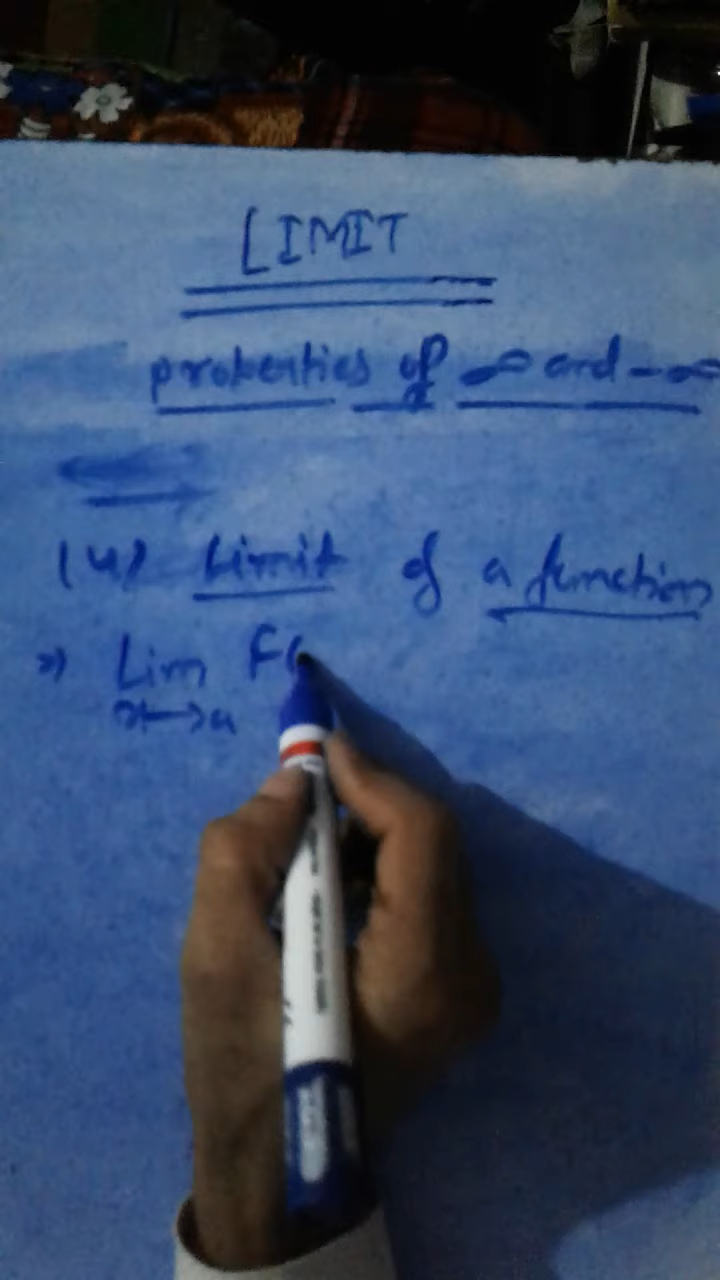 LIMIT
properties of ∞ and -∞
(4) Limit of a function
⇒ Lim F(
x→a